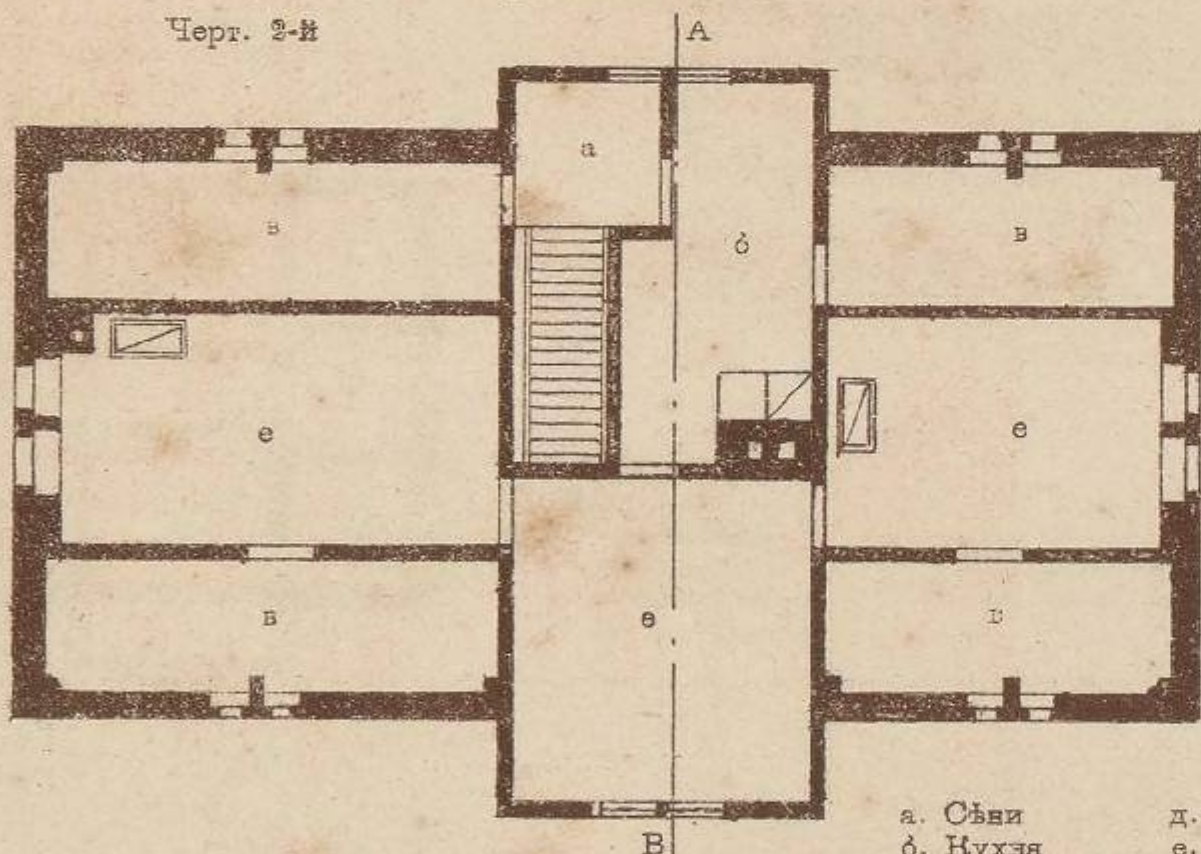 Черт. 2-й
А
а
б
в
в
е
е
в
е
в
В
а. Сѣни д.
б. Кухня е.